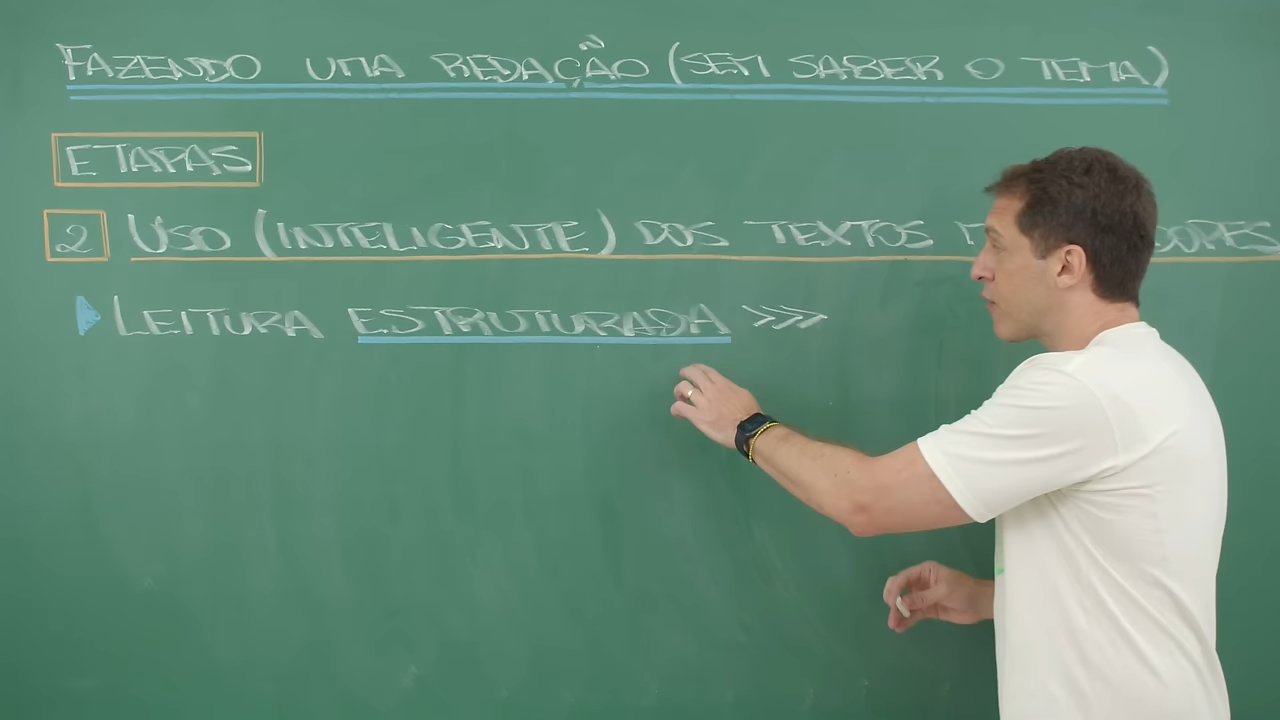 FAZENDO UMA REDAÇÃO (SEM SABER O TEMA)
ETAPAS
2 USO (INTELIGENTE) DOS TEXTOS
LEITURA ESTRUTURADA >>>